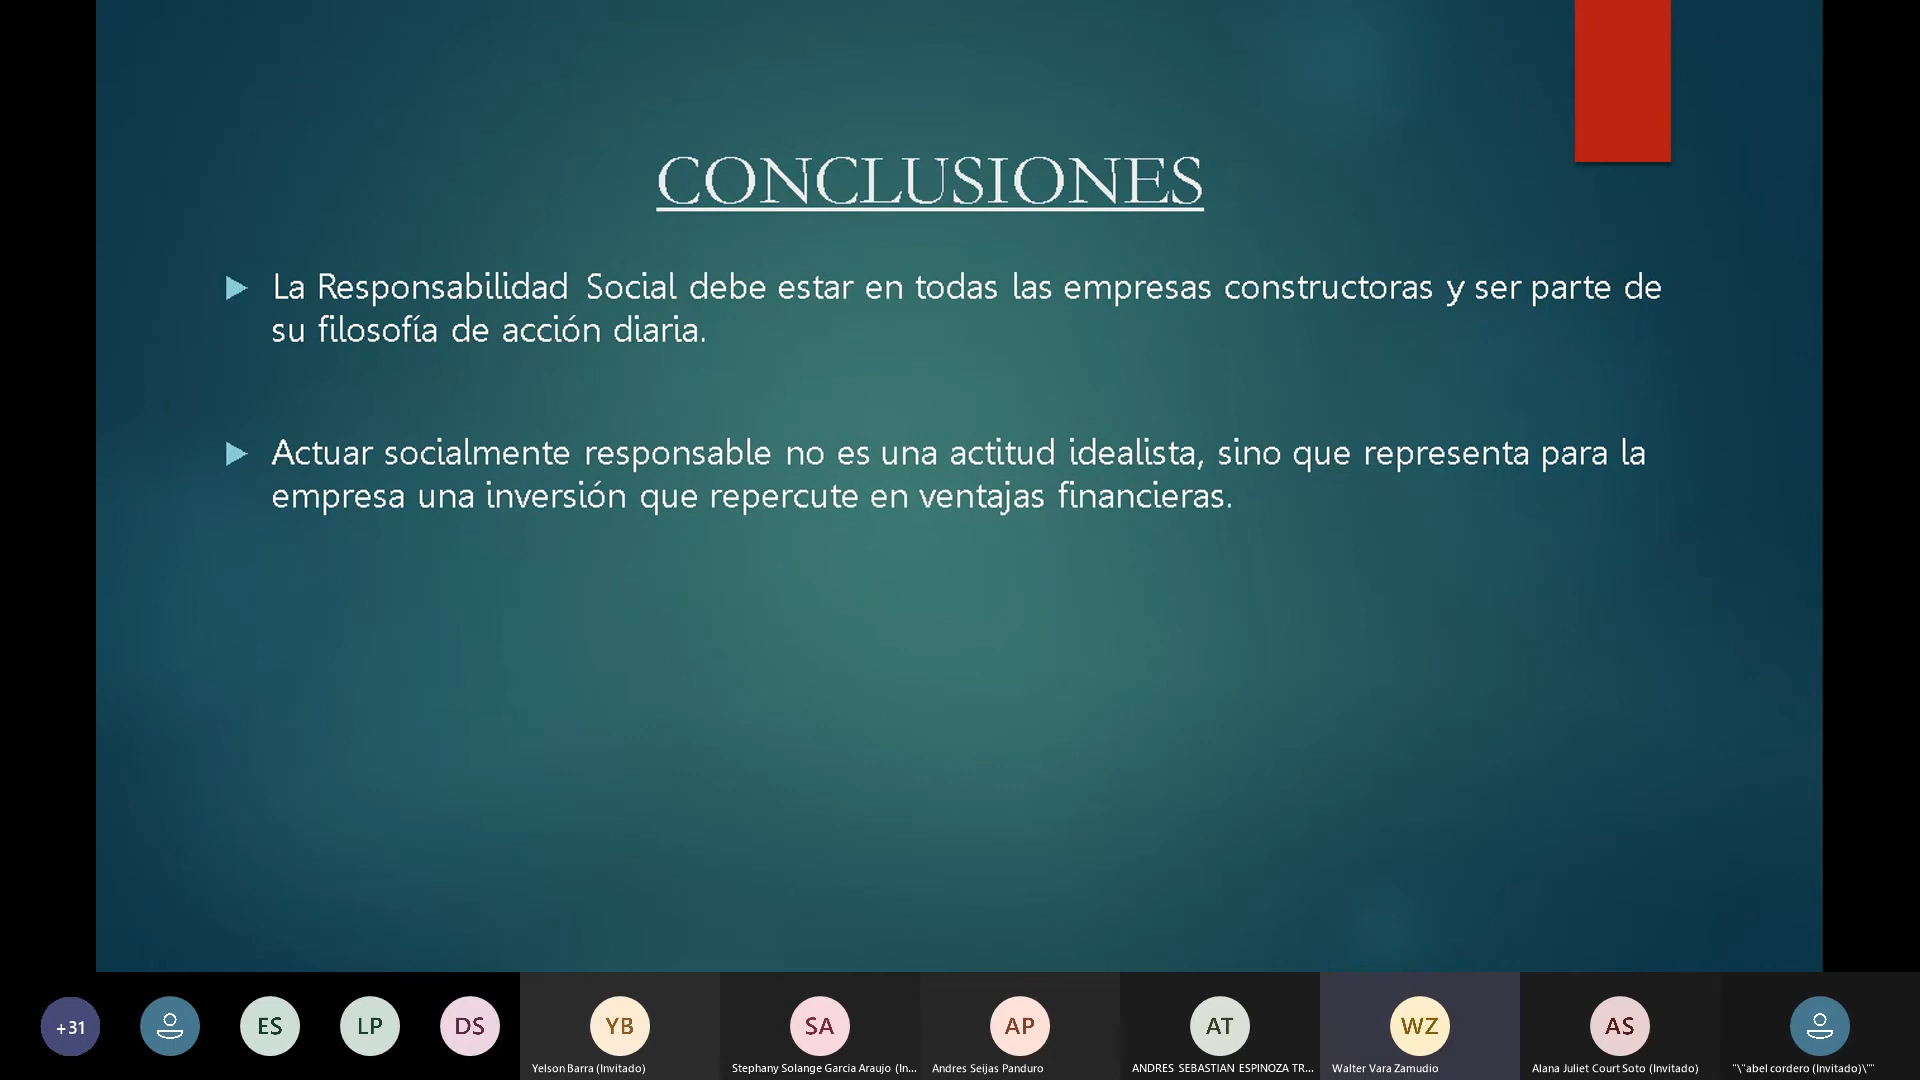 CONCLUSIONES
La Responsabilidad Social debe estar en todas las empresas constructoras y ser parte de
su filosofía de acción diaria.
Actuar socialmente responsable no es una actitud idealista, sino que representa para la
empresa una inversión que repercute en ventajas financieras.
+31
ES
LP
DS
YB
SA
AP
AT
WZ
AS
Yelson Barra (Invitado)
Stephany Solange Garcia Araujo (In...
Andres Seijas Panduro
ANDRES SEBASTIAN ESPINOZA TR...
Walter Vara Zamudio
Alana Juliet Court Soto (Invitado)
"\"abel cordero (Invitado)\""